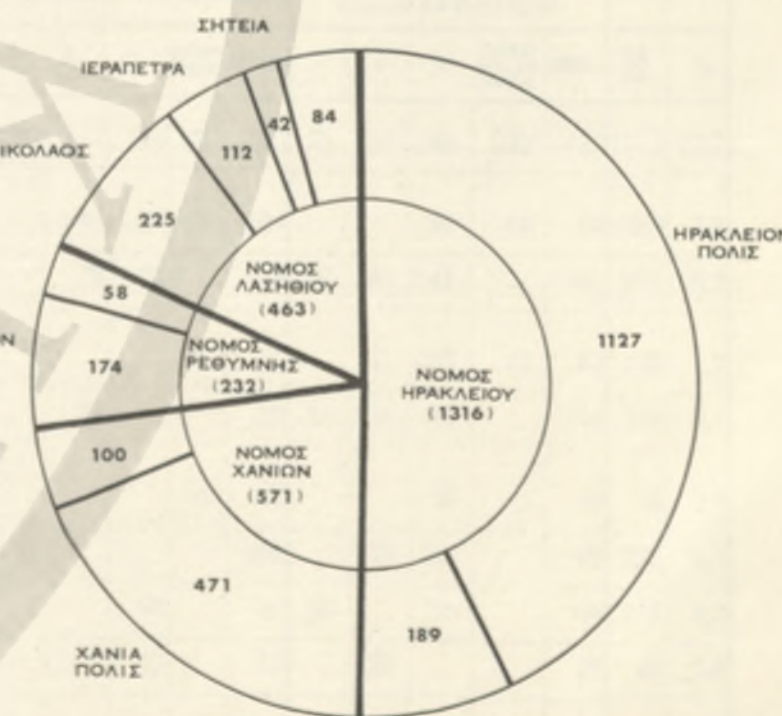 ΣΗΤΕΙΑ
ΙΕΡΑΠΕΤΡΑ
ΙΚΟΛΑΟΣ
42
84
112
225
58
174
100
471
189
1127
ΝΟΜΟΣ
ΛΑΣΗΘΙΟΥ
(463)
ΝΟΜΟΣ
ΡΕΘΥΜΝΗΣ
(232)
ΝΟΜΟΣ
ΧΑΝΙΩΝ
(571)
ΝΟΜΟΣ
ΗΡΑΚΛΕΙΟΥ
(1316)
ΗΡΑΚΛΕΙΟΝ
ΠΟΛΙΣ
Ν
ΧΑΝΙΑ
ΠΟΛΙΣ